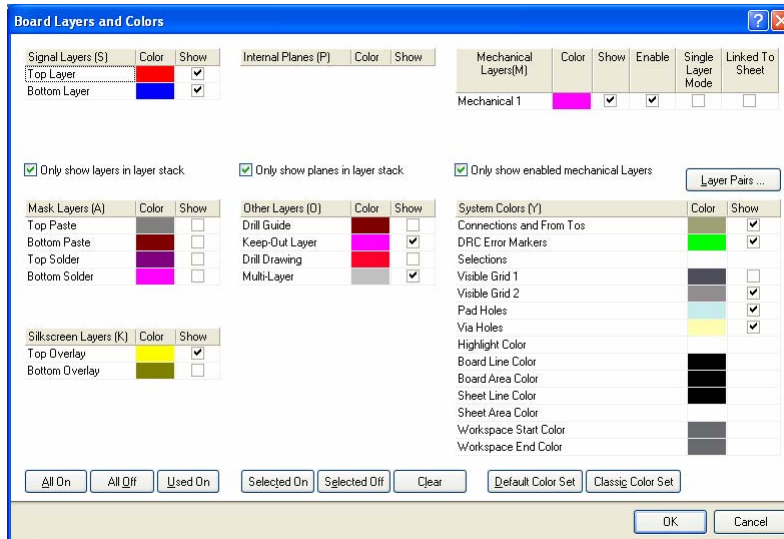 Board Layers and Colors
Signal Layers (S) Color Show
Top Layer
Bottom Layer
Internal Planes (P) Color Show
Mechanical Layers(M) Color Show Enable Single Layer Mode Linked To Sheet
Mechanical 1
Only show layers in layer stack
Only show planes in layer stack
Only show enabled mechanical Layers
Layer Pairs ...
Mask Layers (A) Color Show
Top Paste
Bottom Paste
Top Solder
Bottom Solder
Other Layers (O) Color Show
Drill Guide
Keep-Out Layer
Drill Drawing
Multi-Layer
System Colors (Y) Color Show
Connections and From Tos
DRC Error Markers
Selections
Visible Grid 1
Visible Grid 2
Pad Holes
Via Holes
Highlight Color
Board Line Color
Board Area Color
Sheet Line Color
Sheet Area Color
Workspace Start Color
Workspace End Color
Silkscreen Layers (K) Color Show
Top Overlay
Bottom Overlay
All On All Off Used On Selected On Selected Off Clear Default Color Set Classic Color Set
OK Cancel